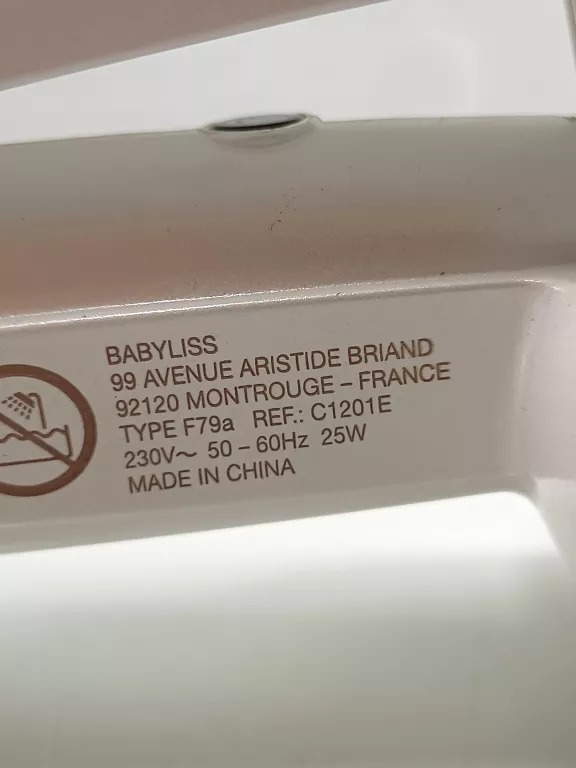 BABYLISS
99 AVENUE ARISTIDE BRIAND
92120 MONTROUGE – FRANCE
TYPE F79a REF.: C1201E
230V~ 50 – 60Hz 25W
MADE IN CHINA